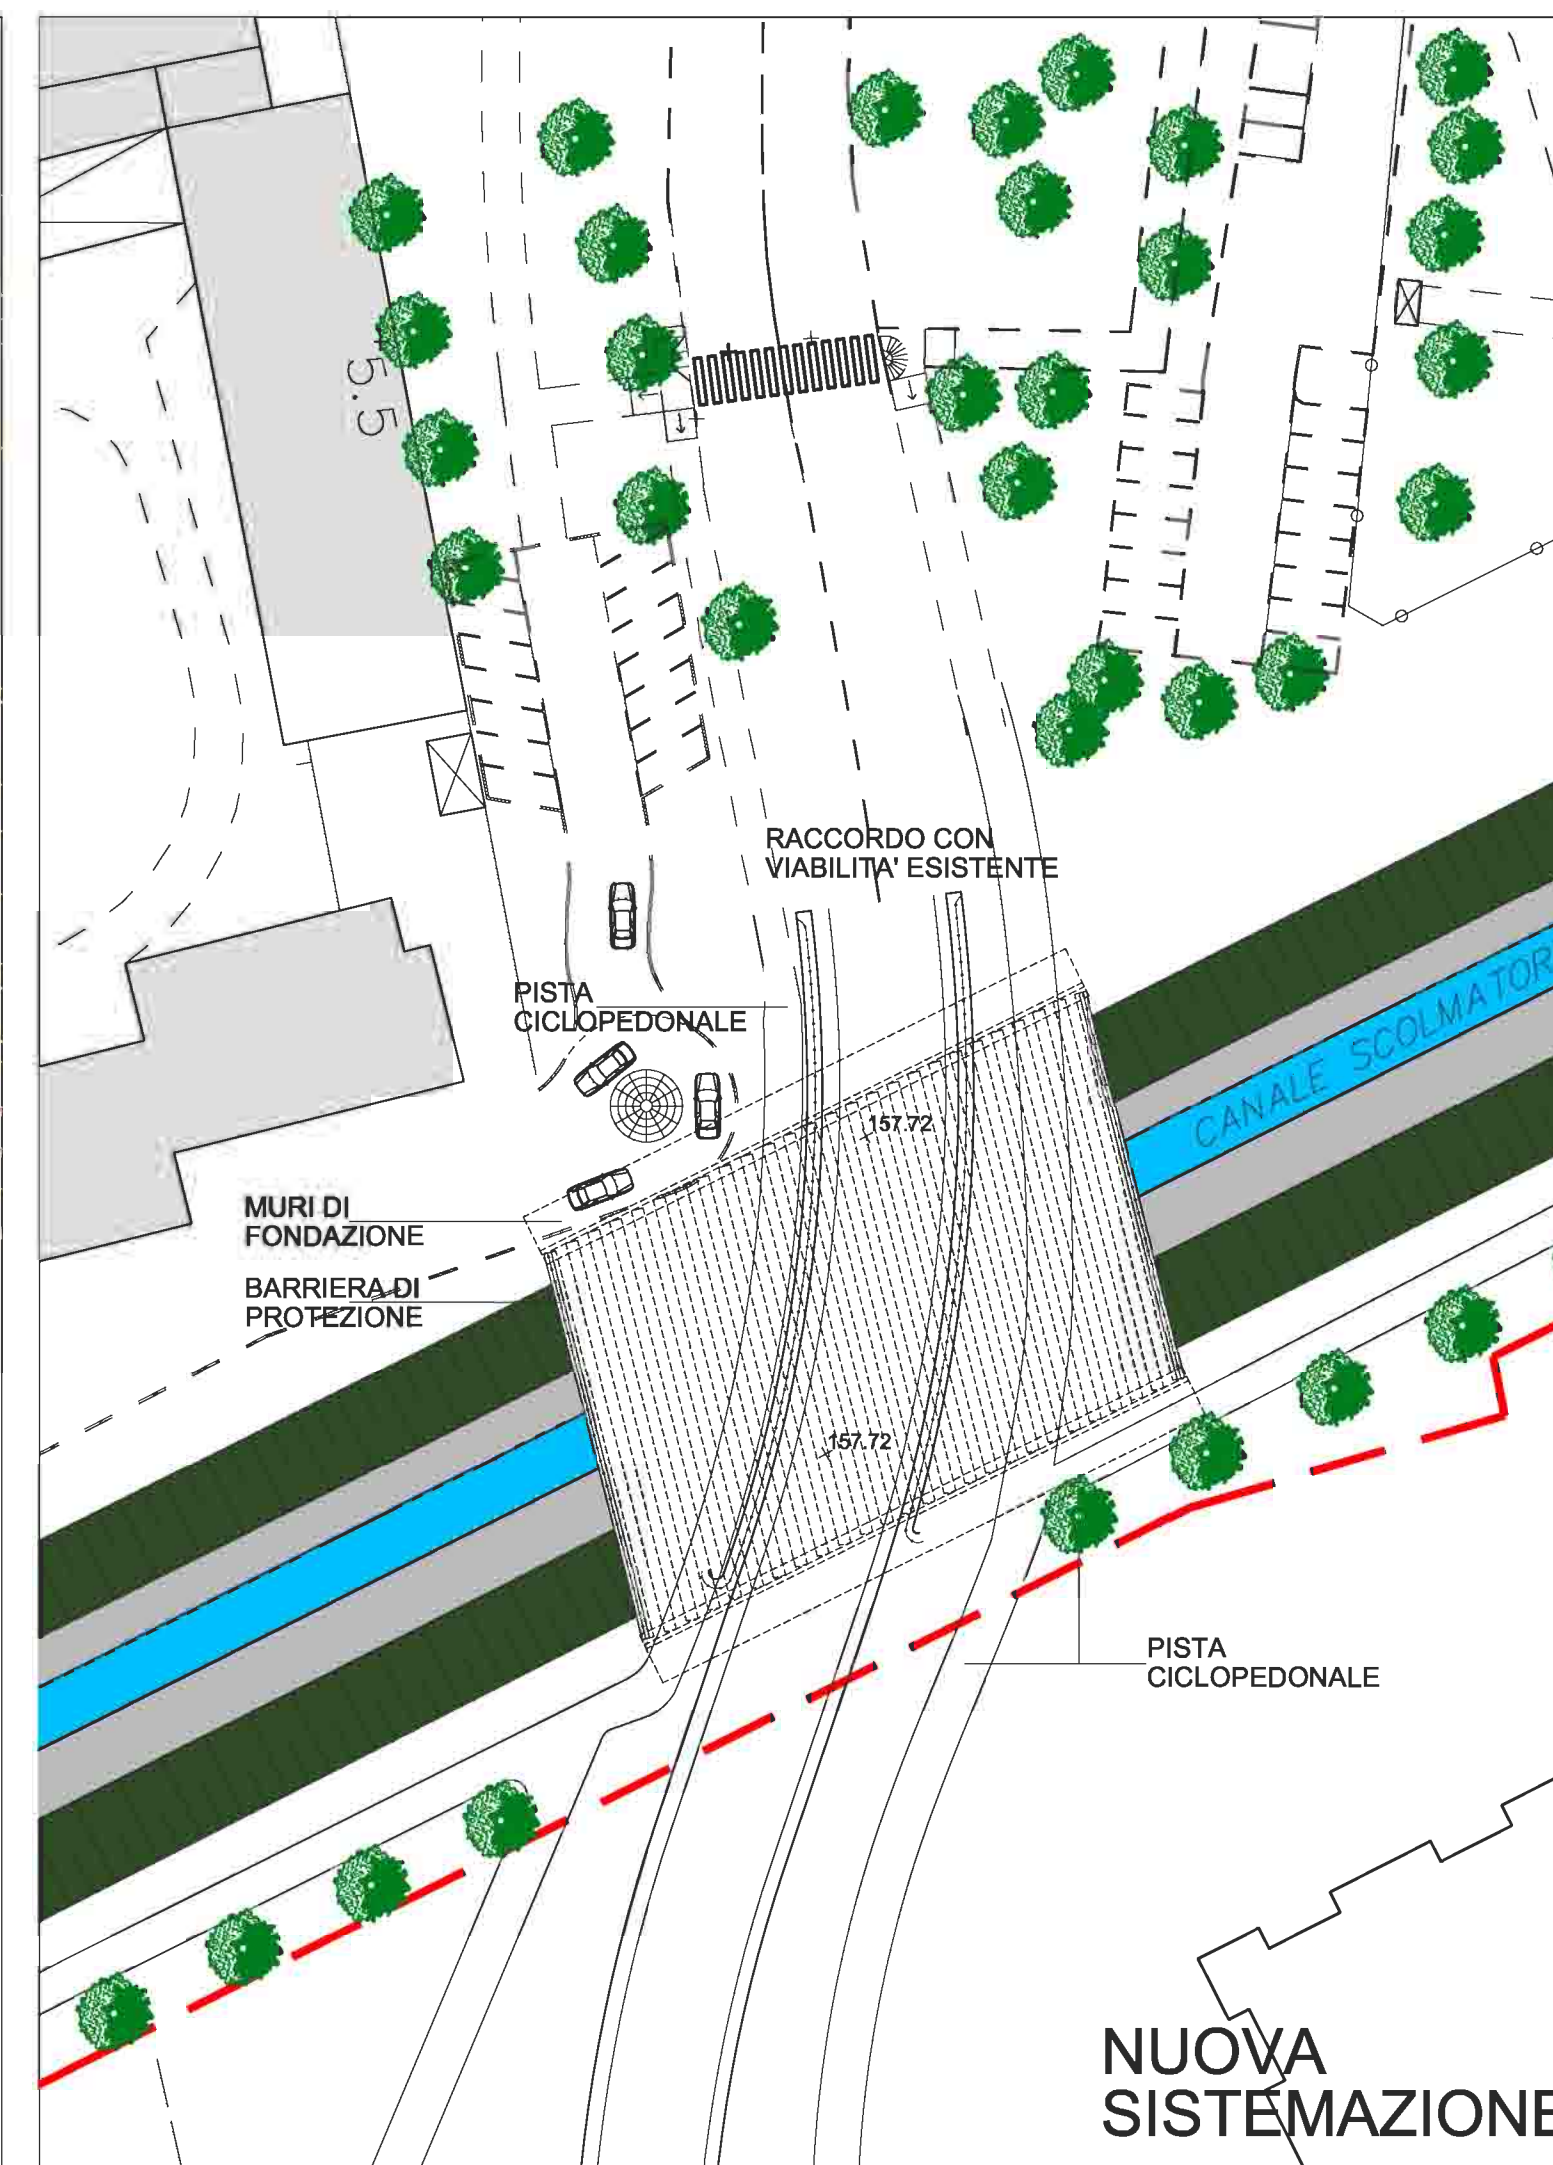 5.5
RACCORDO CON
VIABILITA' ESISTENTE
PISTA
CICLOPEDONALE
CANALE SCOLMATOR
157.72
MURI DI
FONDAZIONE
BARRIERA DI
PROTEZIONE
157.72
PISTA
CICLOPEDONALE
NUOVA
SISTEMAZIONE